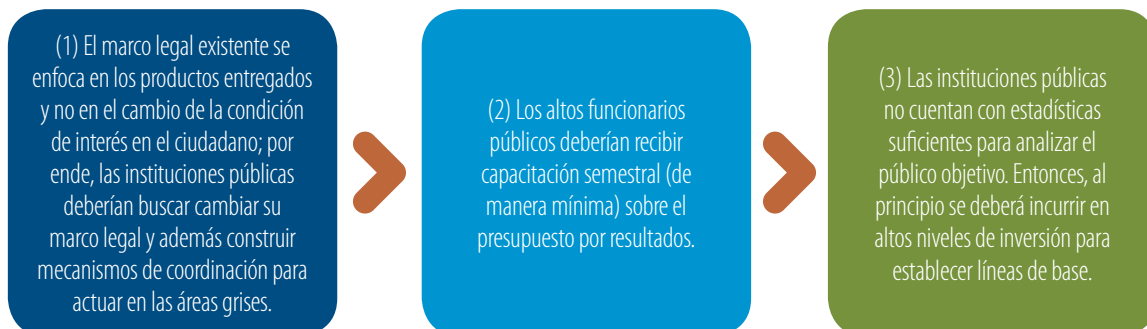 (1) El marco legal existente se
enfoca en los productos entregados
y no en el cambio de la condición
de interés en el ciudadano; por
ende, las instituciones públicas
deberían buscar cambiar su
marco legal y además construir
mecanismos de coordinación para
actuar en las áreas grises.
(2) Los altos funcionarios
públicos deberían recibir
capacitación semestral (de
manera mínima) sobre el
presupuesto por resultados.
(3) Las instituciones públicas
no cuentan con estadísticas
suficientes para analizar el
público objetivo. Entonces, al
principio se deberá incurrir en
altos niveles de inversión para
establecer líneas de base.